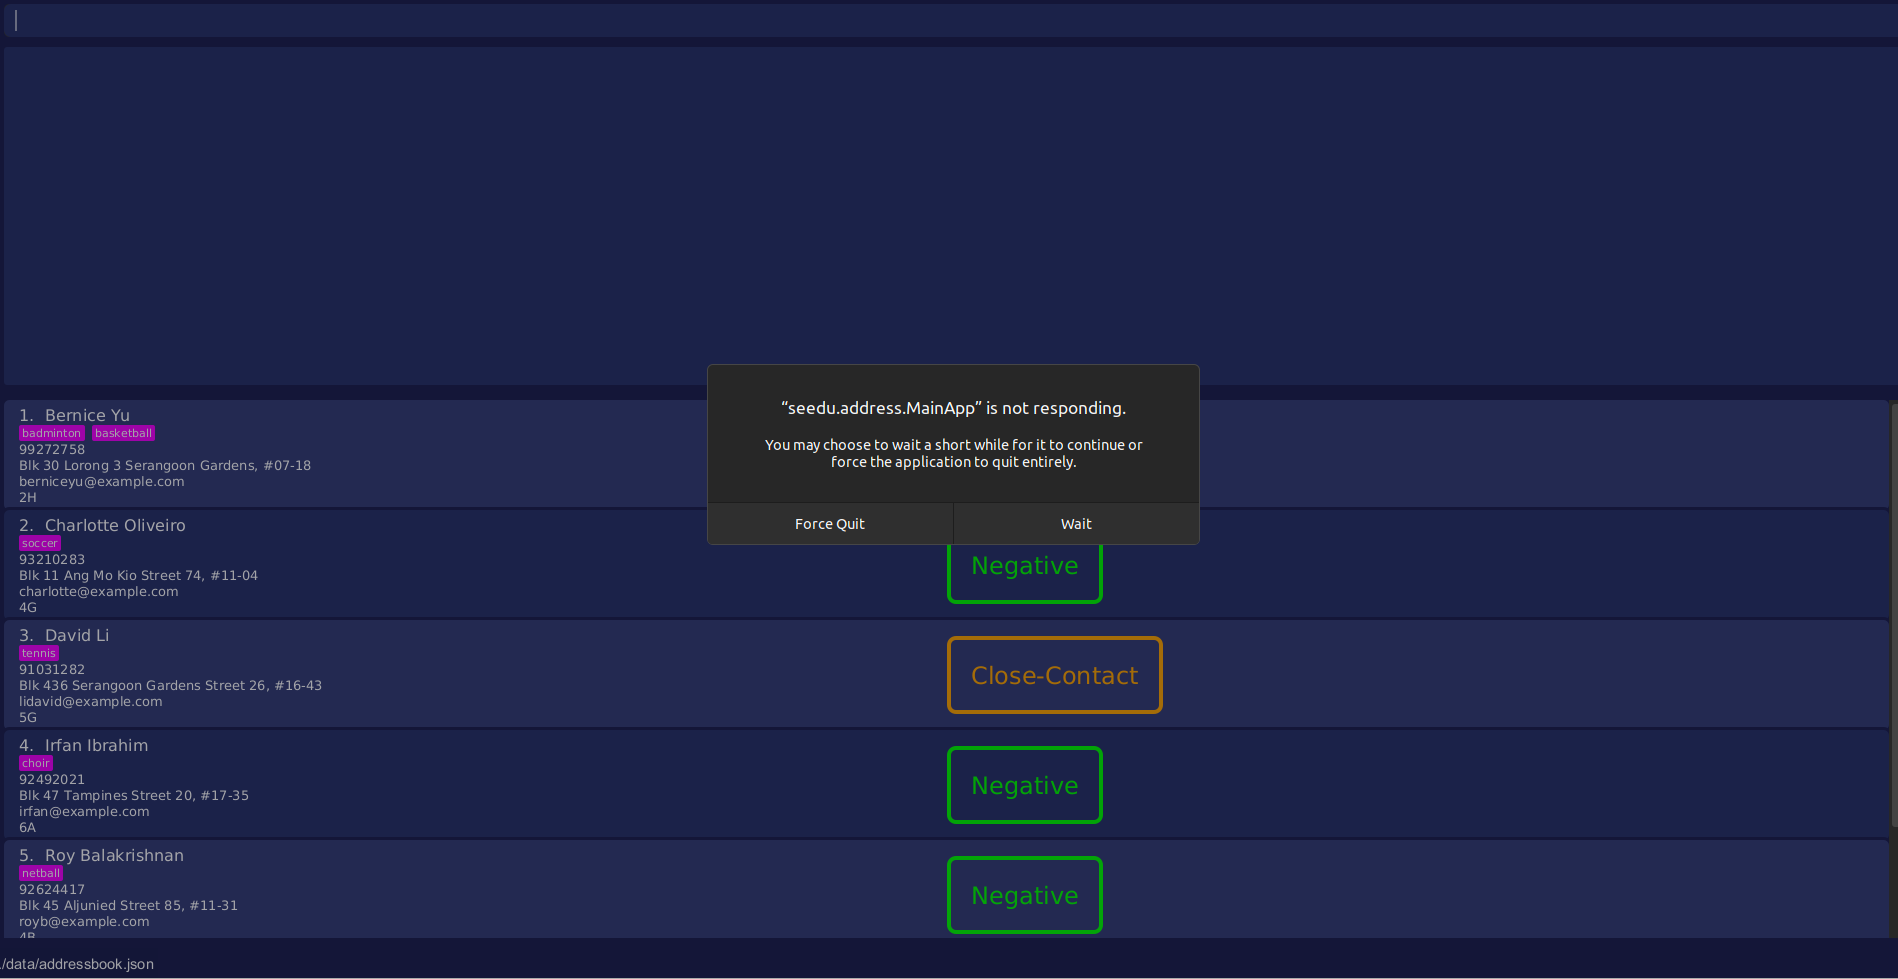 “seedu.address.MainApp” is not responding.
You may choose to wait a short while for it to continue or
force the application to quit entirely.
Force Quit
Wait
1. Bernice Yu
badminton basketball
99272758
Blk 30 Lorong 3 Serangoon Gardens, #07-18
berniceyu@example.com
2H
2. Charlotte Oliveiro
soccer
93210283
Blk 11 Ang Mo Kio Street 74, #11-04
charlotte@example.com
4G
Negative
3. David Li
tennis
91031282
Blk 436 Serangoon Gardens Street 26, #16-43
lidavid@example.com
5G
Close-Contact
4. Irfan Ibrahim
choir
92492021
Blk 47 Tampines Street 20, #17-35
irfan@example.com
6A
Negative
5. Roy Balakrishnan
netball
92624417
Blk 45 Aljunied Street 85, #11-31
royb@example.com
Negative
./data/addressbook.json